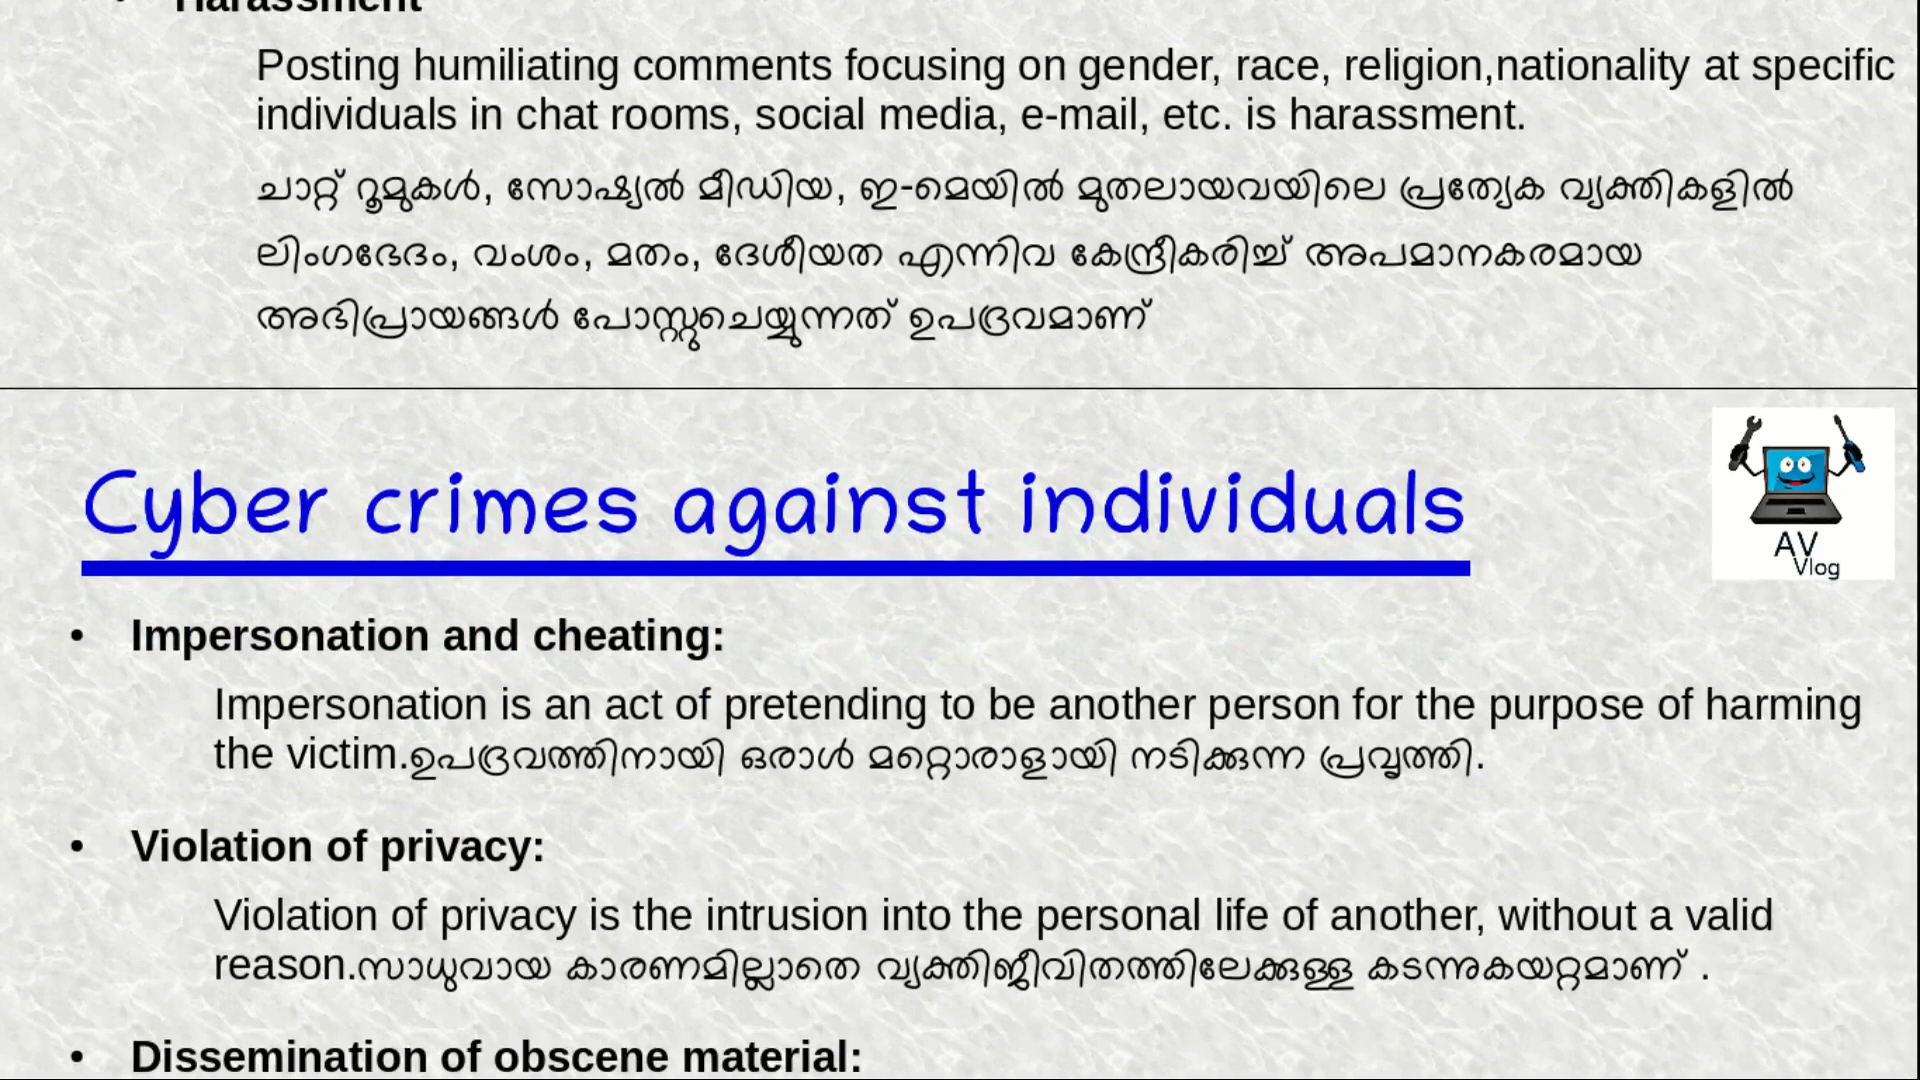 • Harassment
Posting humiliating comments focusing on gender, race, religion,nationality at specific
individuals in chat rooms, social media, e-mail, etc. is harassment.
ചാറ്റ് റൂമുകൾ, സോഷ്യൽ മീഡിയ, ഇ-മെയിൽ മുതലായവയിലെ പ്രത്യേക വ്യക്തികളിൽ
ലിംഗഭേദം, വംശം, മതം, ദേശീയത എന്നിവ കേന്ദ്രീകരിച്ച് അപമാനകരമായ
അഭിപ്രായങ്ങൾ പോസ്റ്റുചെയ്യുന്നത് ഉപദ്രവമാണ്
Cyber crimes against individuals
AV
Vlog
• Impersonation and cheating:
Impersonation is an act of pretending to be another person for the purpose of harming
the victim.ഉപദ്രവത്തിനായി ഒരാൾ മറ്റൊരാളായി നടിക്കുന്ന പ്രവൃത്തി.
• Violation of privacy:
Violation of privacy is the intrusion into the personal life of another, without a valid
reason.സാധുവായ കാരണമില്ലാതെ വ്യക്തിജീവിതത്തിലേക്കുള്ള കടന്നുകയറ്റമാണ് .
• Dissemination of obscene material: